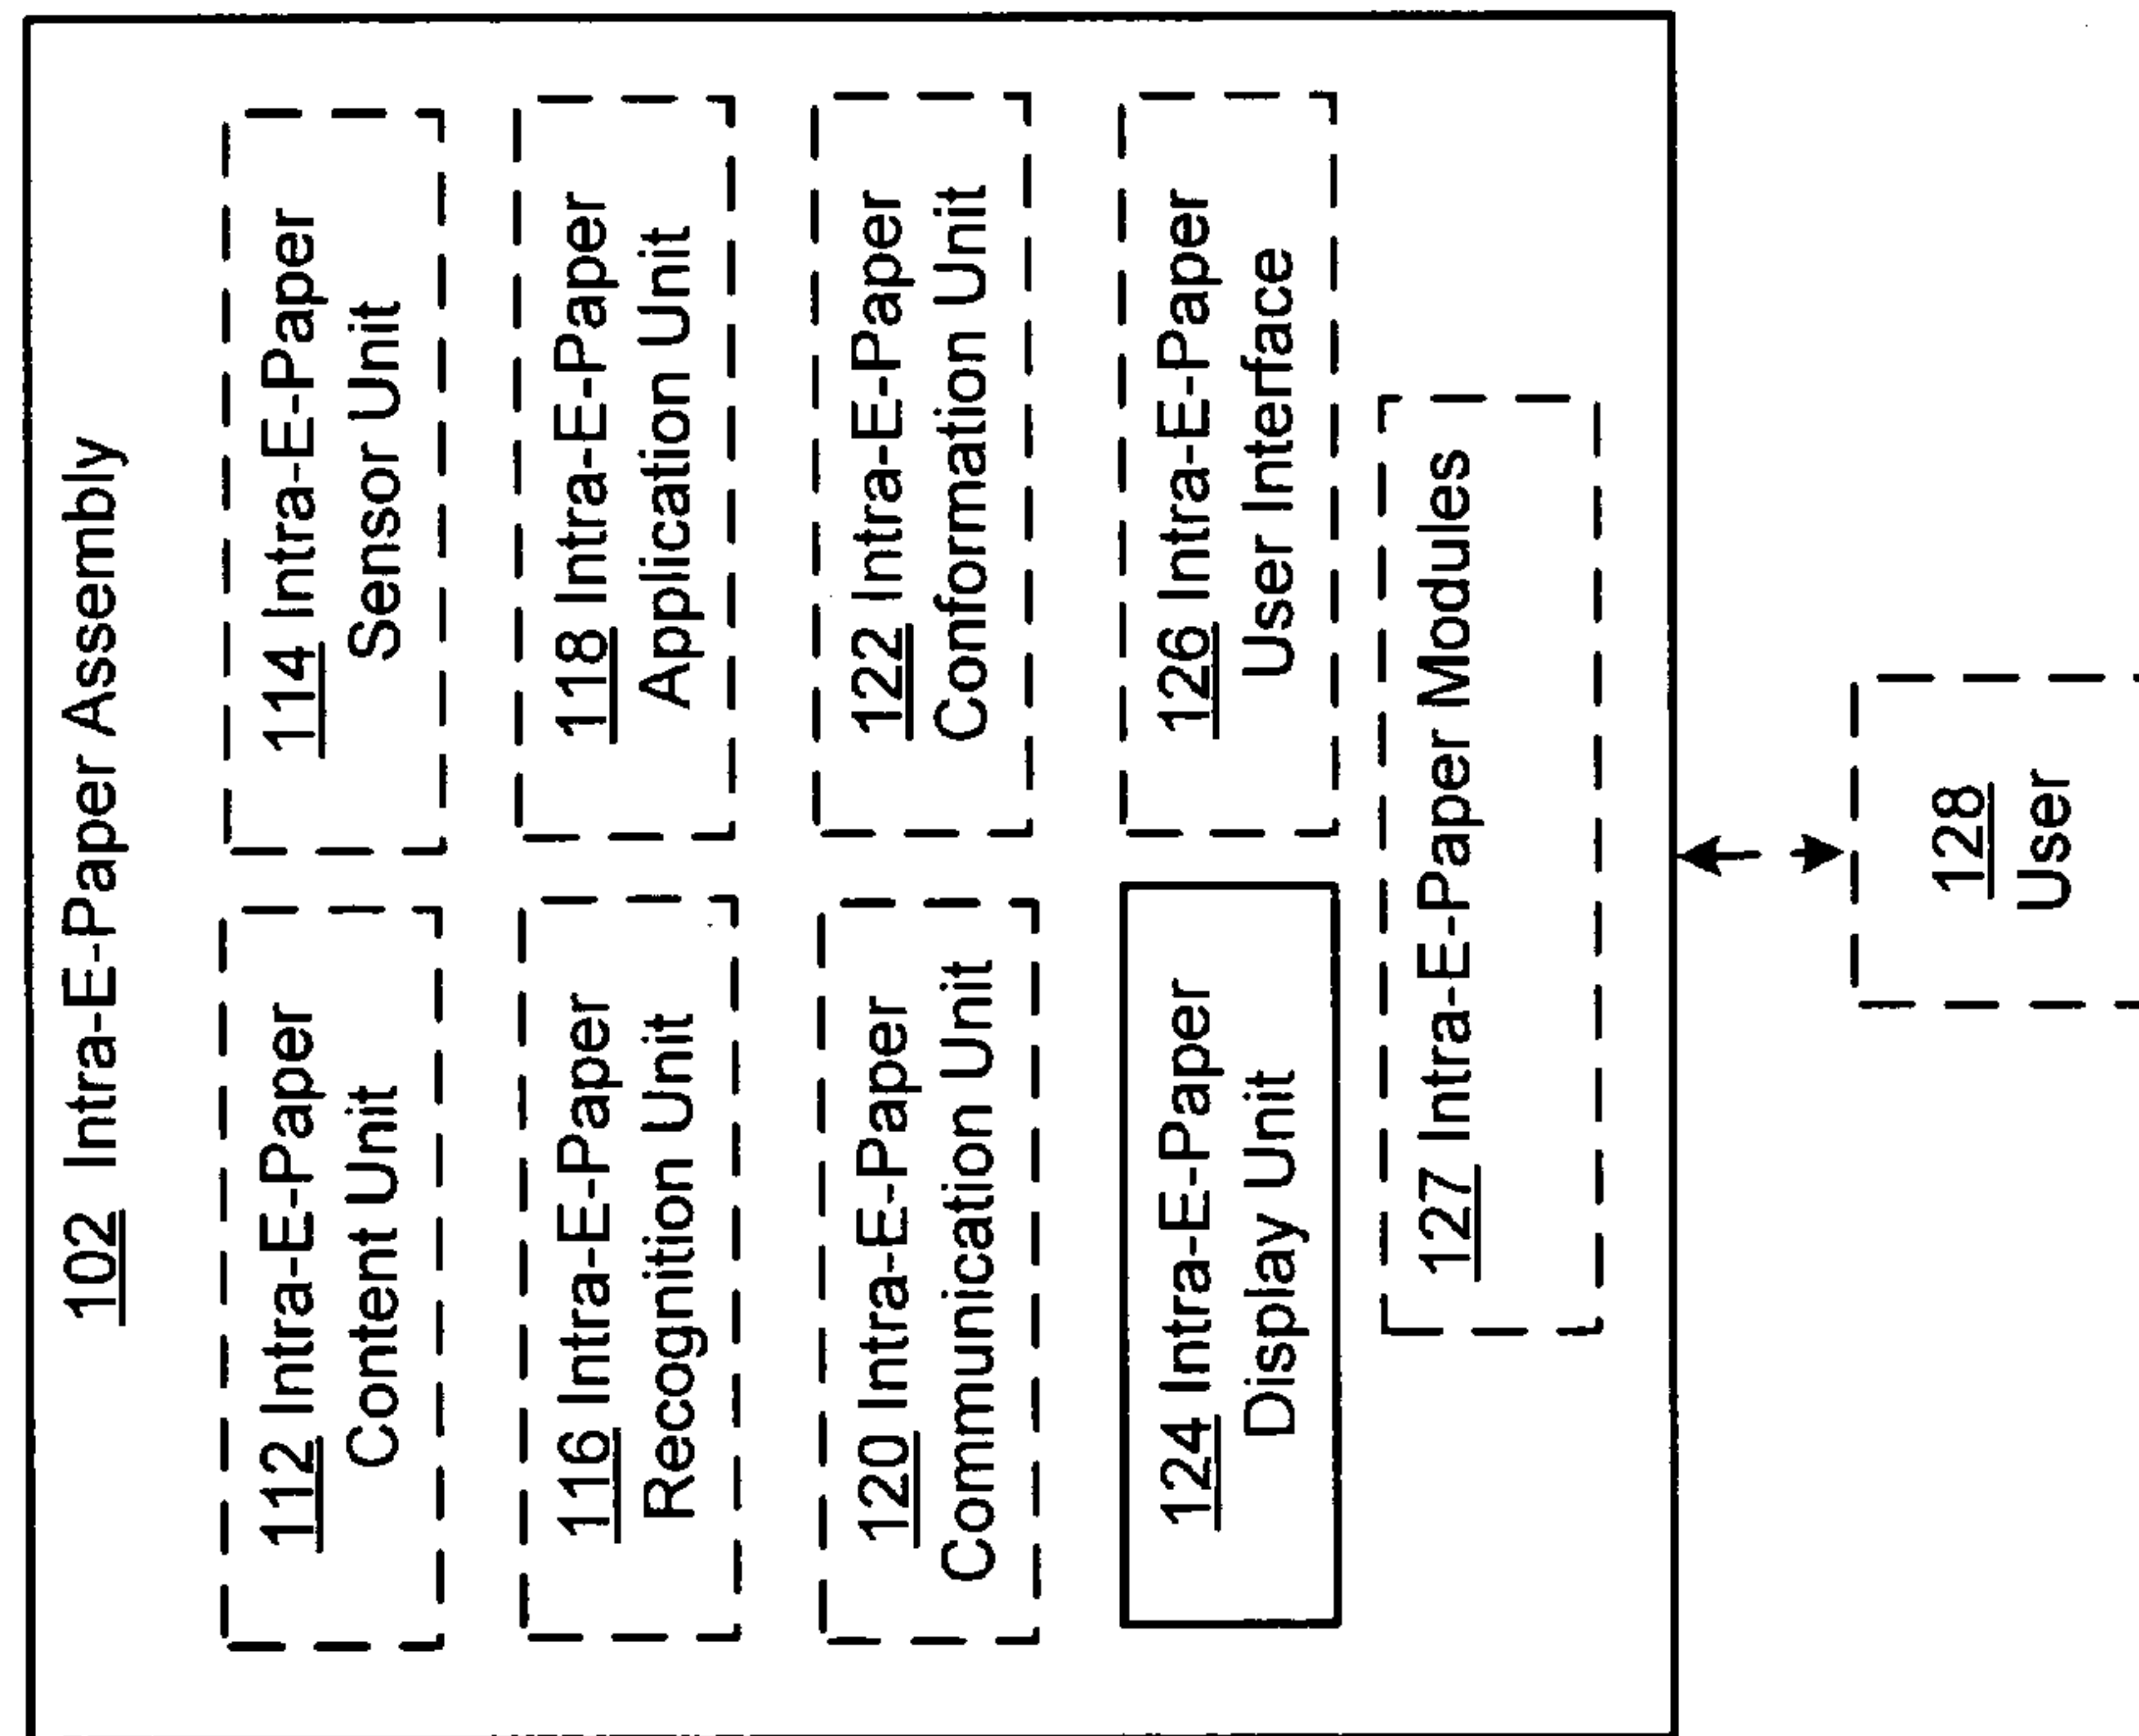 102 Intra-E-Paper Assembly
112 Intra-E-Paper
Content Unit
114 Intra-E-Paper
Sensor Unit
116 Intra-E-Paper
Recognition Unit
118 Intra-E-Paper
Application Unit
120 Intra-E-Paper
Communication Unit
122 Intra-E-Paper
Conformation Unit
124 Intra-E-Paper
Display Unit
126 Intra-E-Paper
User Interface
127 Intra-E-Paper Modules
128
User